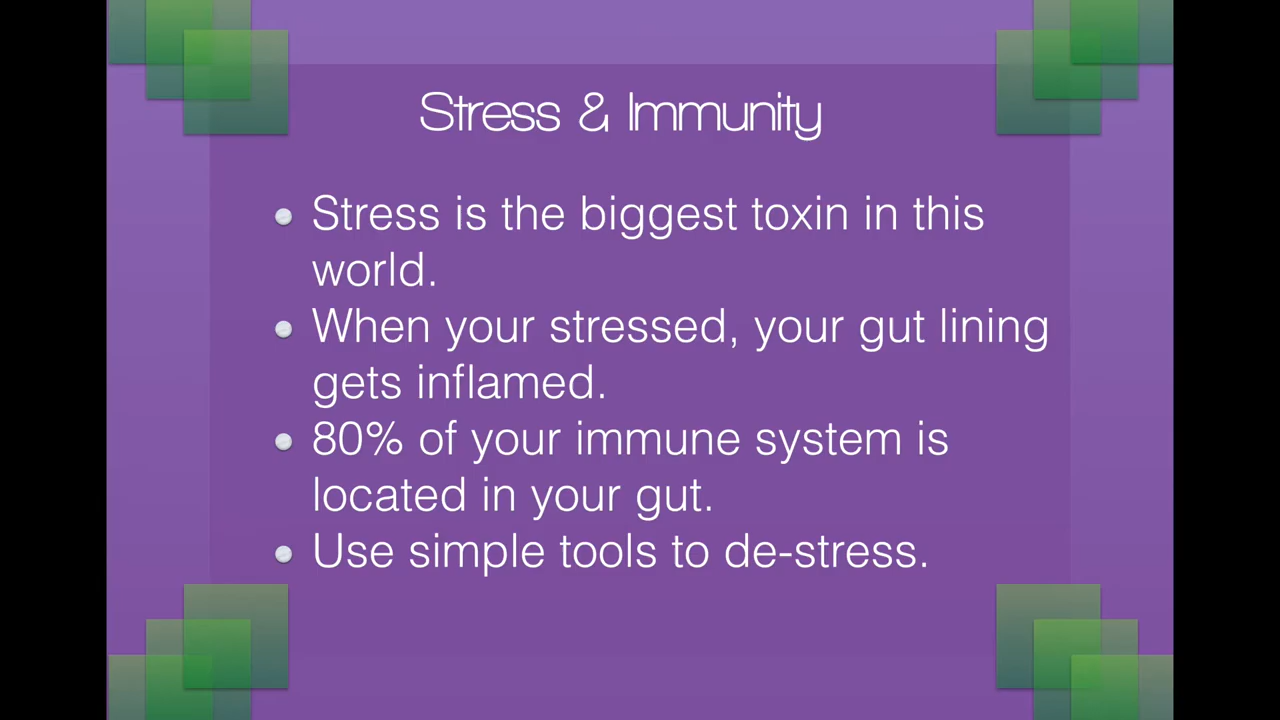 Stress & Immunity
Stress is the biggest toxin in this
world.
When your stressed, your gut lining
gets inflamed.
80% of your immune system is
located in your gut.
Use simple tools to de-stress.